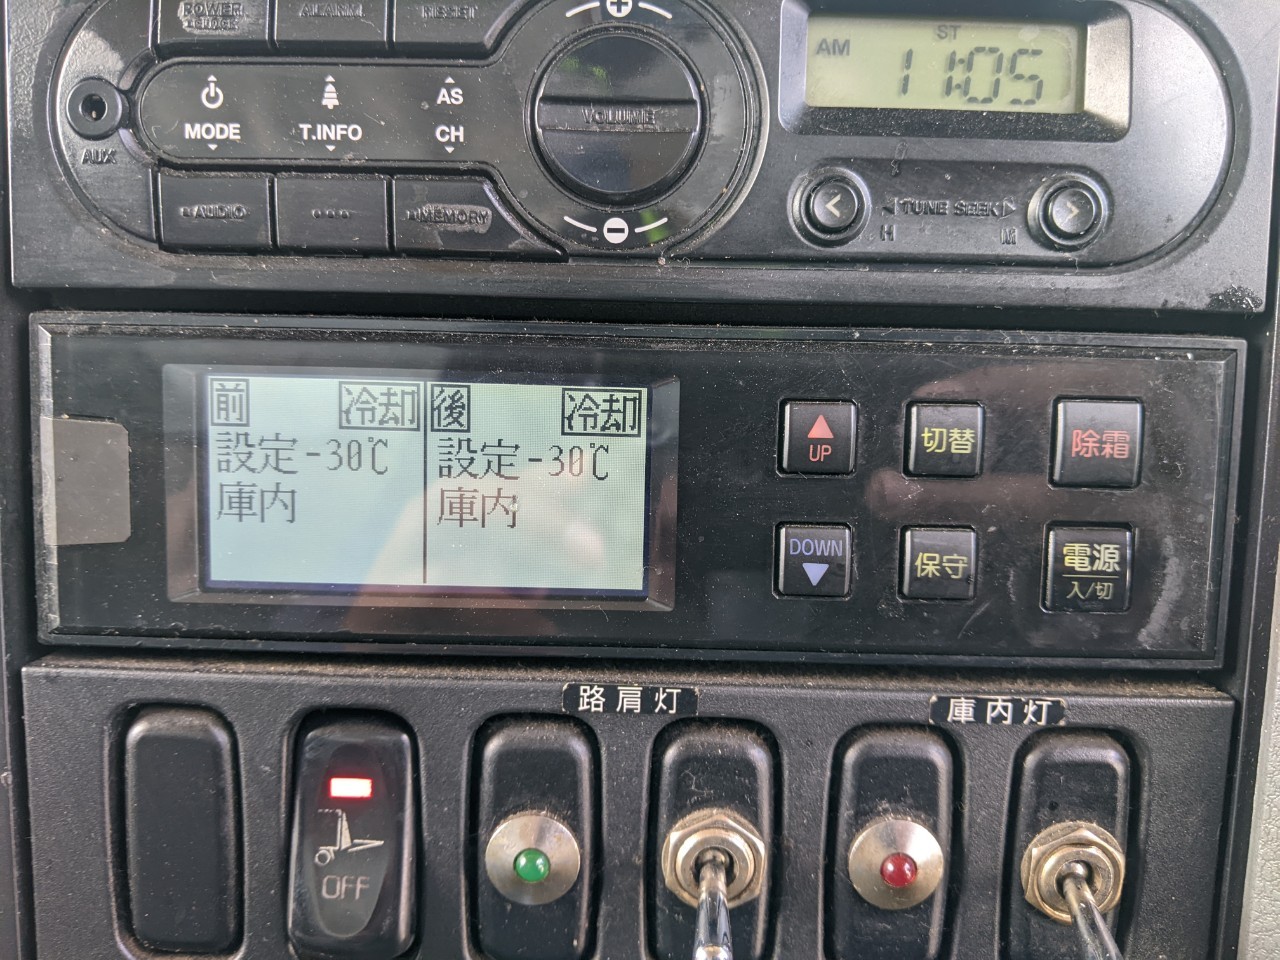 POWER
ALARM
RESET
AUX
MODE
T.INFO
AS
CH
VOLUME
AM
ST
11:05
AUDIO
MEMORY
TUNE SEEK
H
M
前 冷却
設定-30℃
庫内
後 冷却
設定-30℃
庫内
UP
切替
除霜
DOWN
保守
電源
入/切
路肩灯
庫内灯
OFF